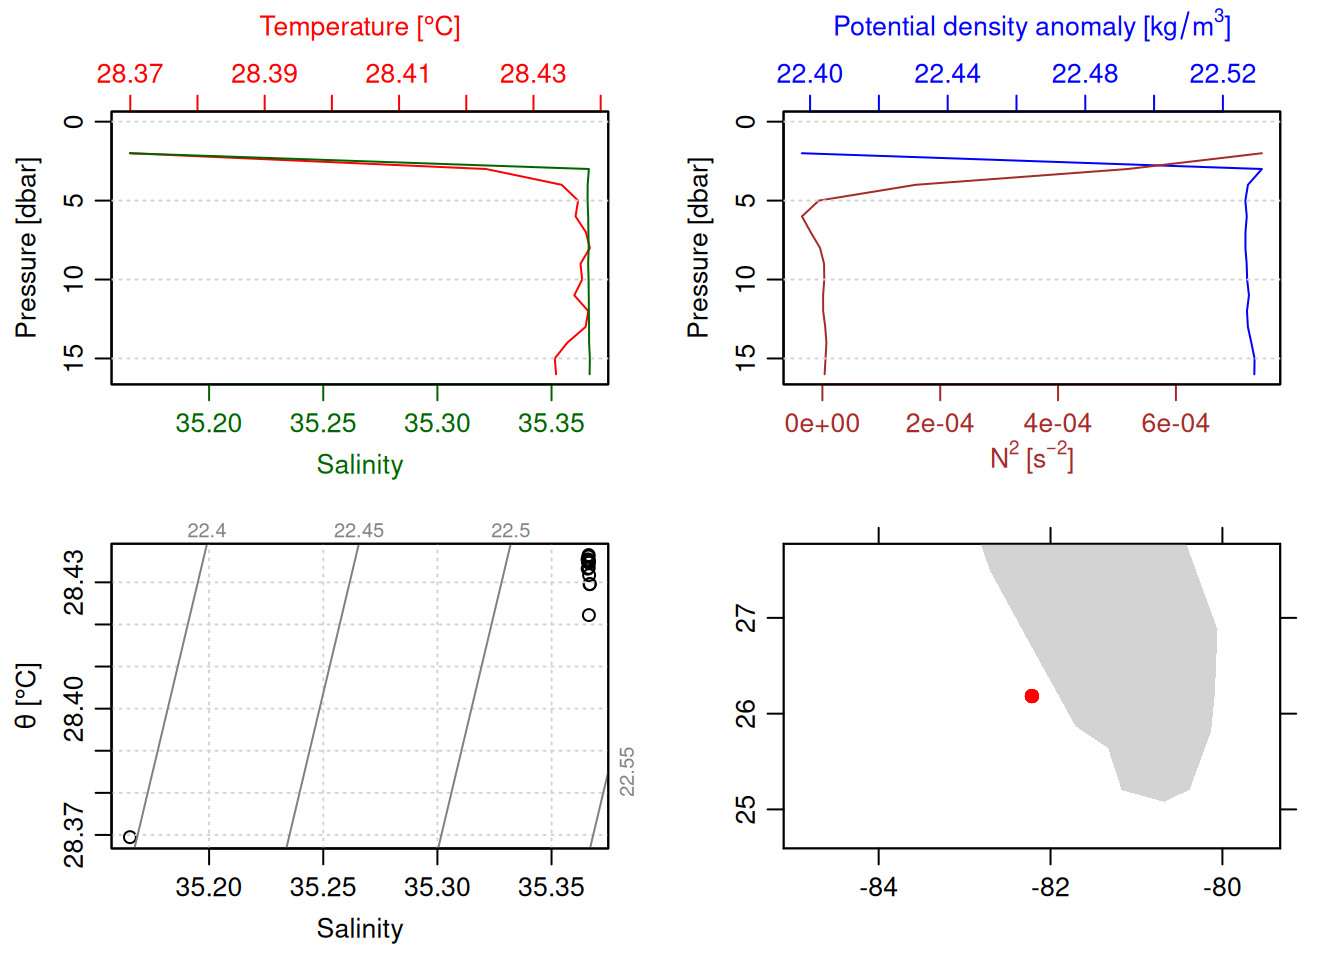 Temperature [°C]
28.37 28.39 28.41 28.43
0 5 10 15
Pressure [dbar]
35.20 35.25 35.30 35.35
Salinity
Potential density anomaly [kg/m³]
22.40 22.44 22.48 22.52
0 5 10 15
Pressure [dbar]
0e+00 2e-04 4e-04 6e-04
N² [s⁻²]
22.4 22.45 22.5
22.55
28.43 28.40 28.37
θ [°C]
35.20 35.25 35.30 35.35
Salinity
27 26 25
-84 -82 -80